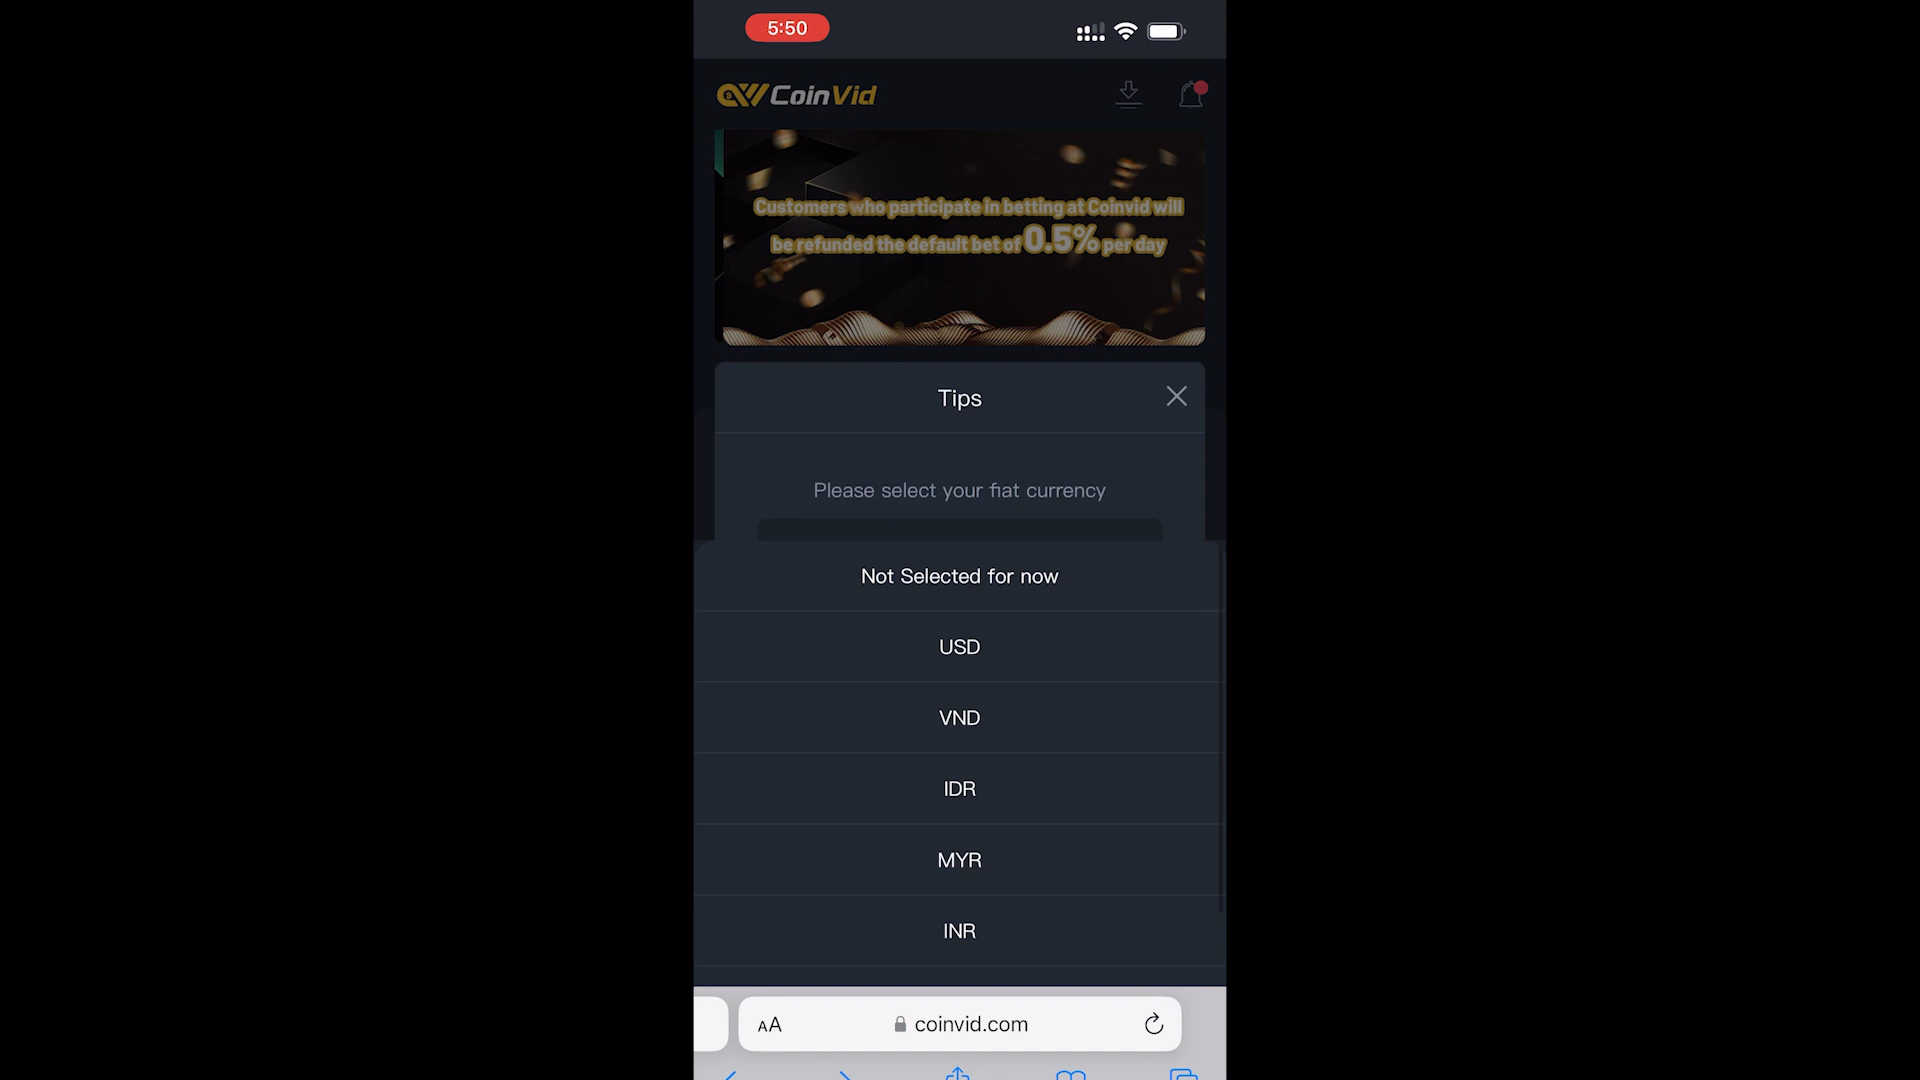 5:50
CoinVid
Customers who participate in betting at Coinvid will
be refunded the default bet of 0.5% per day
Tips
Please select your fiat currency
Not Selected for now
USD
VND
IDR
MYR
INR
AA
coinvid.com